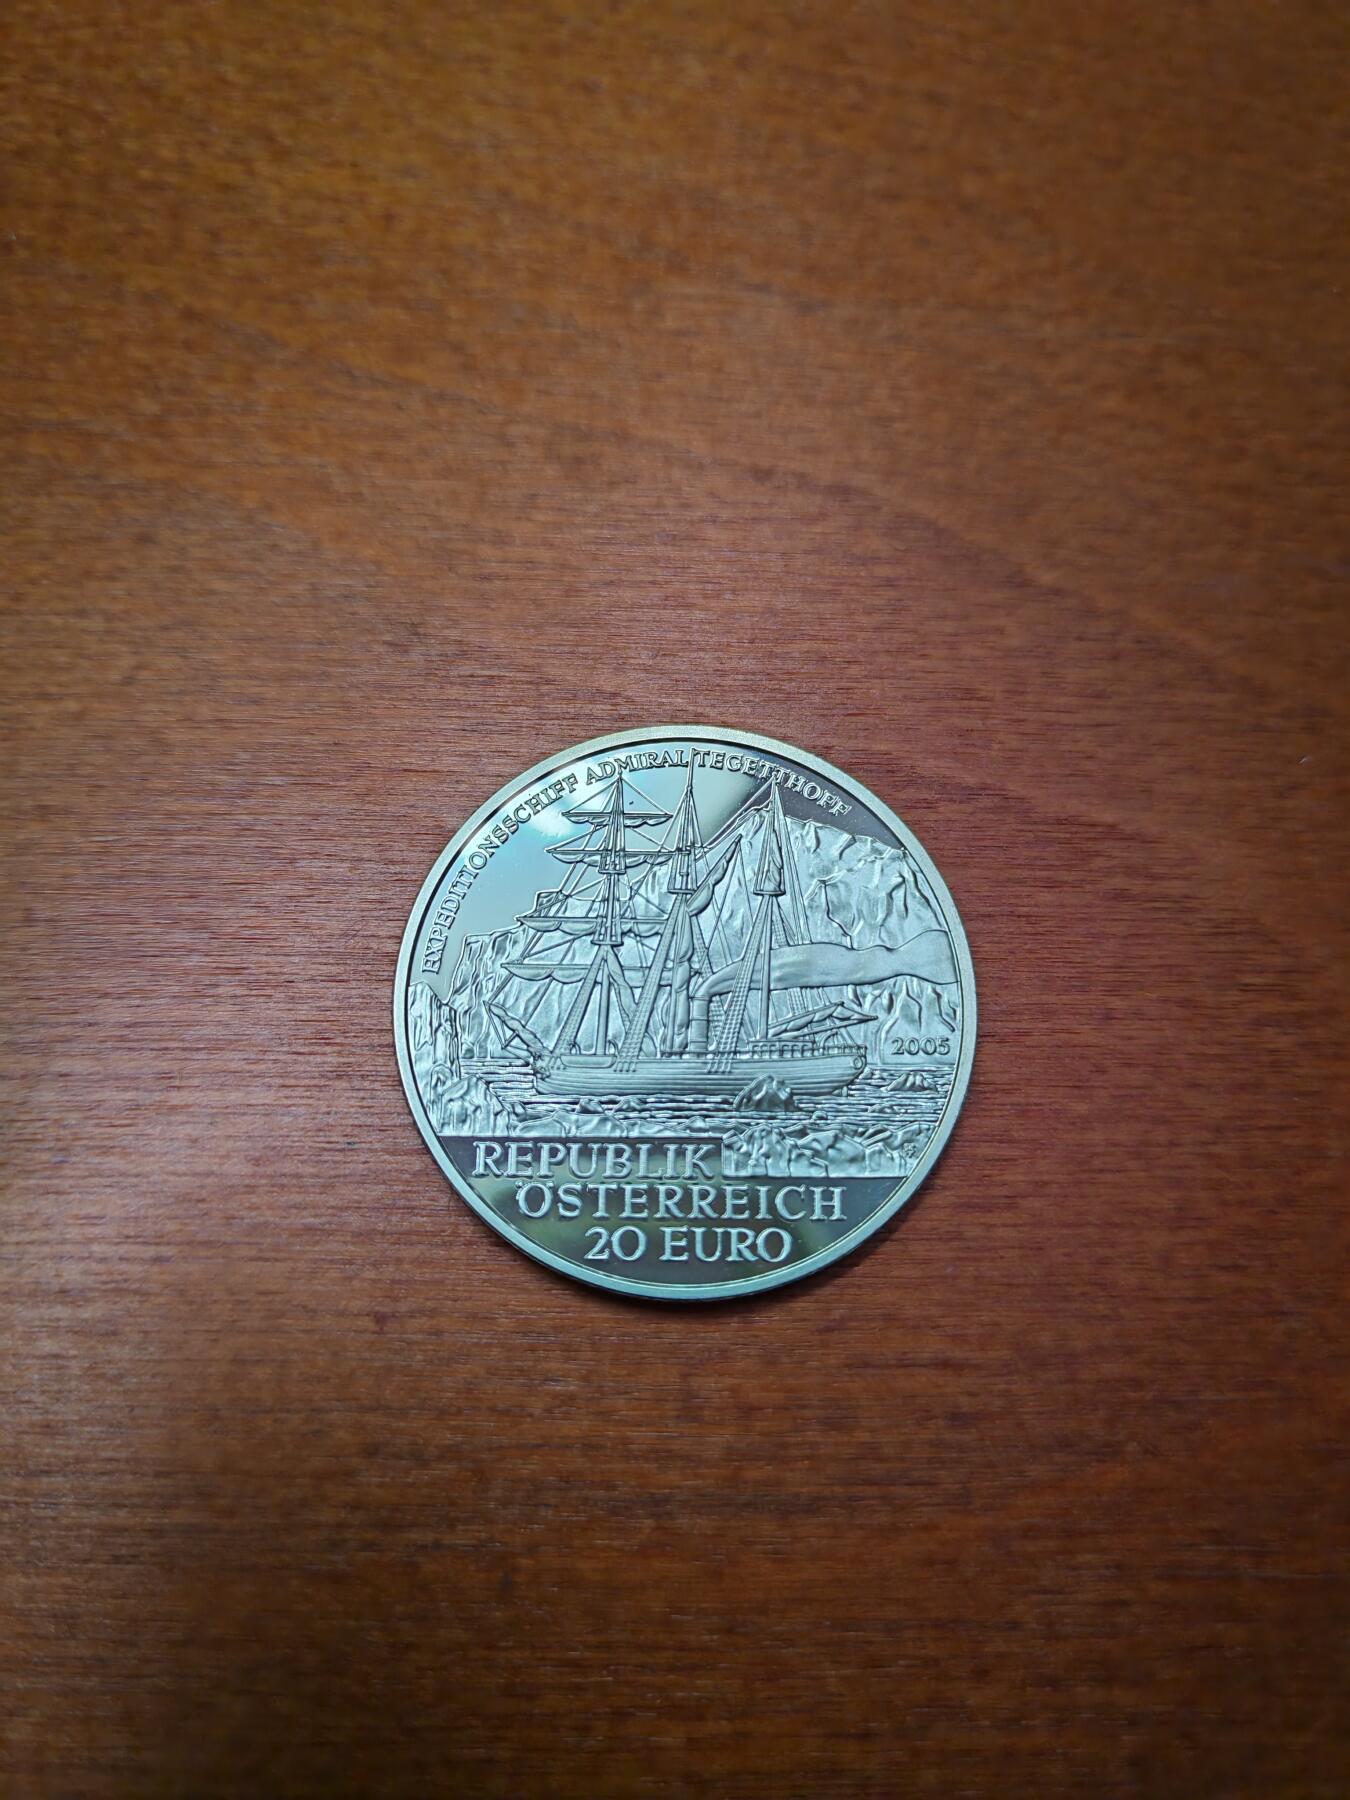 EXPEDITIONSSCHIFF ADMIRAL TEGETTHOFF
2005
REPUBLIK
ÖSTERREICH
20 EURO